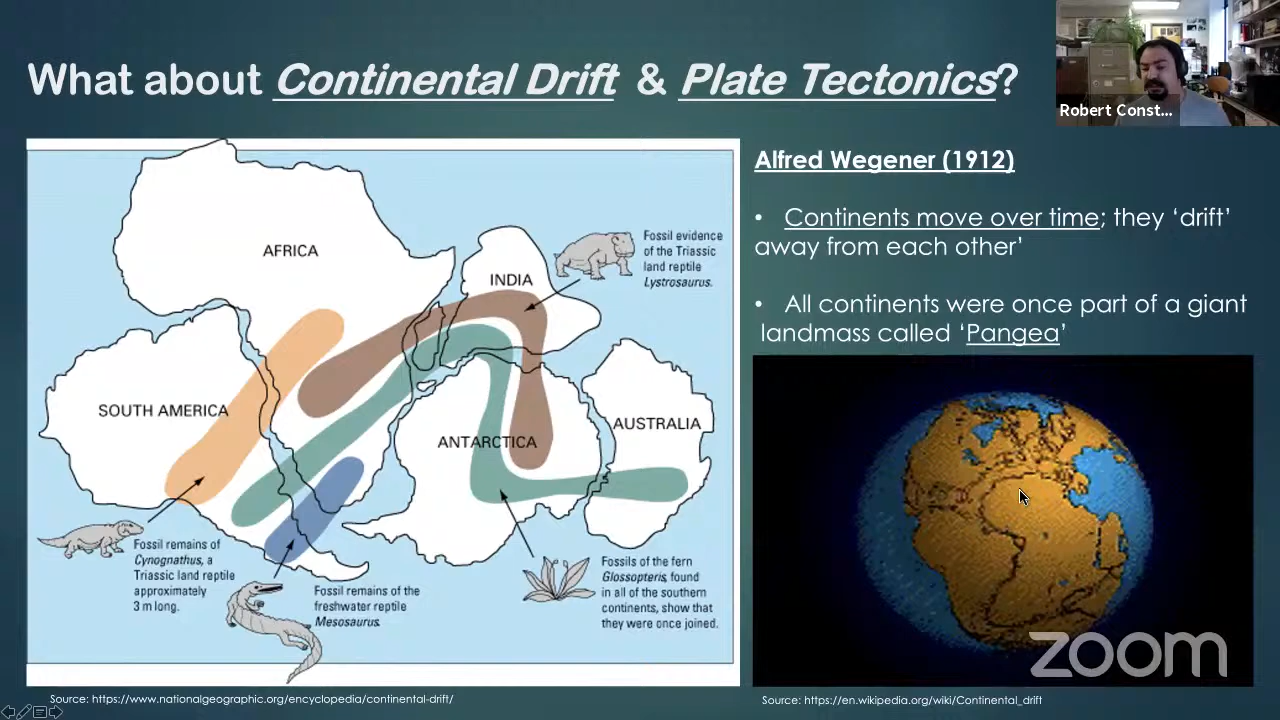 What about Continental Drift & Plate Tectonics?
Robert Const...
Alfred Wegener (1912)
• Continents move over time; they ‘drift’
away from each other’
• All continents were once part of a giant
landmass called ‘Pangea’
AFRICA
INDIA
SOUTH AMERICA
ANTARCTICA
AUSTRALIA
Fossil evidence
of the Triassic
land reptile
Lystrosaurus.
Fossil remains of
Cynognathus, a
Triassic land reptile
approximately
3 m long.
Fossil remains of the
freshwater reptile
Mesosaurus.
Fossils of the fern
Glossopteris, found
in all of the southern
continents, show that
they were once joined.
zoom
Source: https://www.nationalgeographic.org/encyclopedia/continental-drift/
Source: https://en.wikipedia.org/wiki/Continental_drift